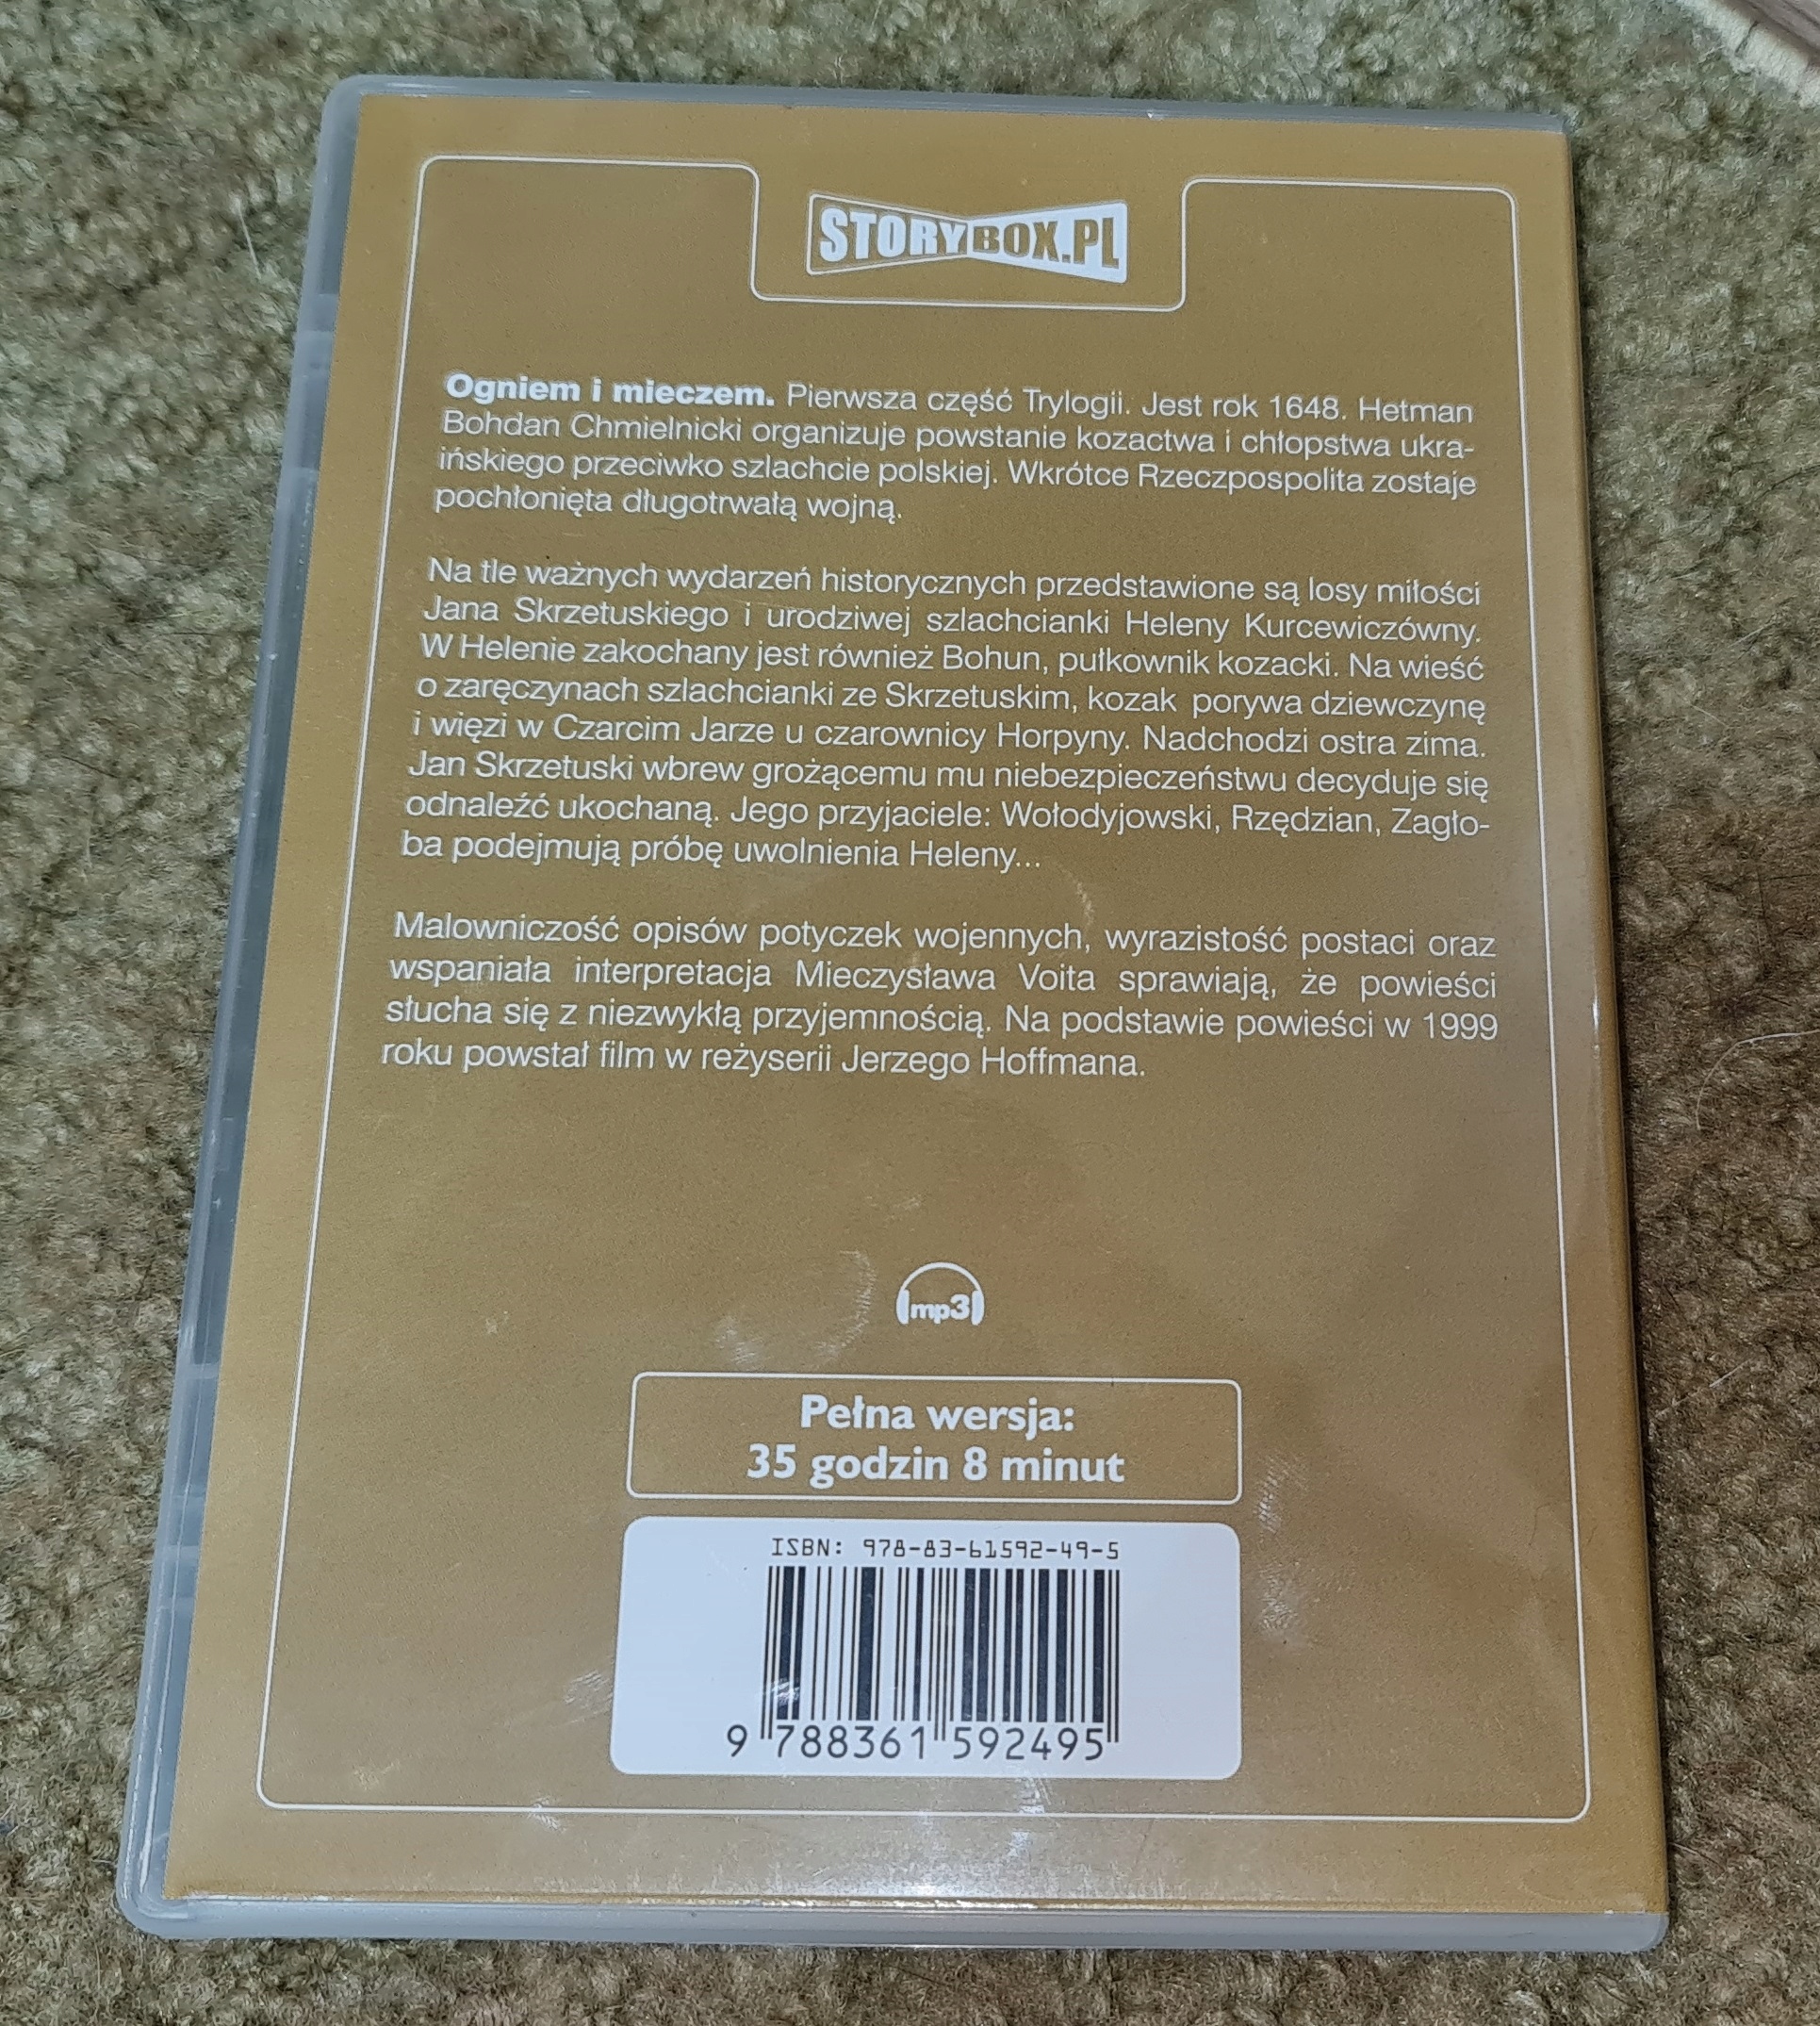 STORYBOX.PL
Ogniem i mieczem. Pierwsza część Trylogii. Jest rok 1648. Hetman
Bohdan Chmielnicki organizuje powstanie kozactwa i chłopstwa ukra-
ińskiego przeciwko szlachcie polskiej. Wkrótce Rzeczpospolita zostaje
pochłonięta długotrwałą wojną.
Na tle ważnych wydarzeń historycznych przedstawione są losy miłości
Jana Skrzetuskiego i urodziwej szlachcianki Heleny Kurcewiczówny.
W Helenie zakochany jest również Bohun, pułkownik kozacki. Na wieść
o zaręczynach szlachcianki ze Skrzetuskim, kozak porywa dziewczynę
i więzi w Czarcim Jarze u czarownicy Horpyny. Nadchodzi ostra zima.
Jan Skrzetuski wbrew grożącemu mu niebezpieczeństwu decyduje się
odnaleźć ukochaną. Jego przyjaciele: Wołodyjowski, Rzędzian, Zagło-
ba podejmują próbę uwolnienia Heleny...
Malowniczość opisów potyczek wojennych, wyrazistość postaci oraz
wspaniała interpretacja Mieczysława Voita sprawiają, że powieści
słucha się z niezwykłą przyjemnością. Na podstawie powieści w 1999
roku powstał film w reżyserii Jerzego Hoffmana.
mp3
Pełna wersja:
35 godzin 8 minut
ISBN: 978-83-61592-49-5
9 788361 592495